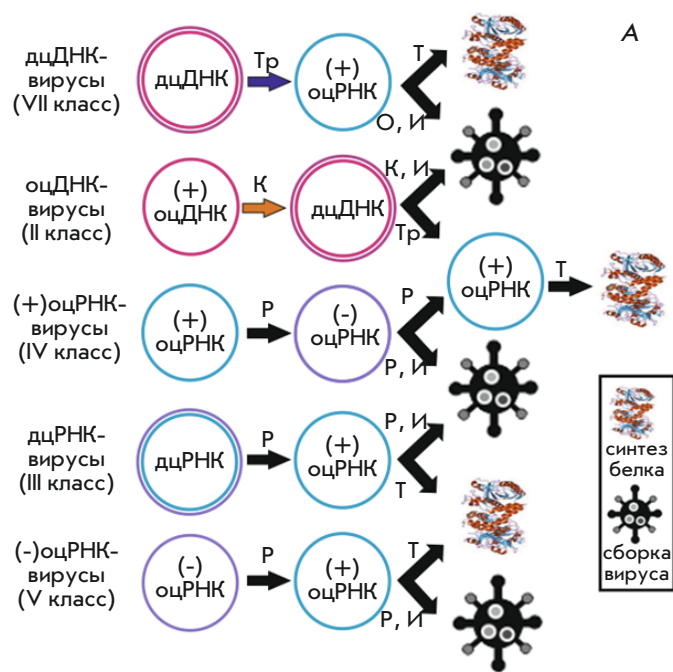 А
дцДНК-
вирусы
(VII класс)
дцДНК
Тр
(+)
оцРНК
Т
О, И
оцДНК-
вирусы
(II класс)
(+)
оцДНК
К
дцДНК
К, И
Тр
(+)
оцРНК
Т
(+)оцРНК-
вирусы
(IV класс)
(+)
оцРНК
Р
(-)
оцРНК
Р
Р, И
дцРНК-
вирусы
(III класс)
дцРНК
Р
(+)
оцРНК
Р, И
Т
(-)оцРНК-
вирусы
(V класс)
(-)
оцРНК
Р
(+)
оцРНК
Т
Р, И
синтез
белка
сборка
вируса